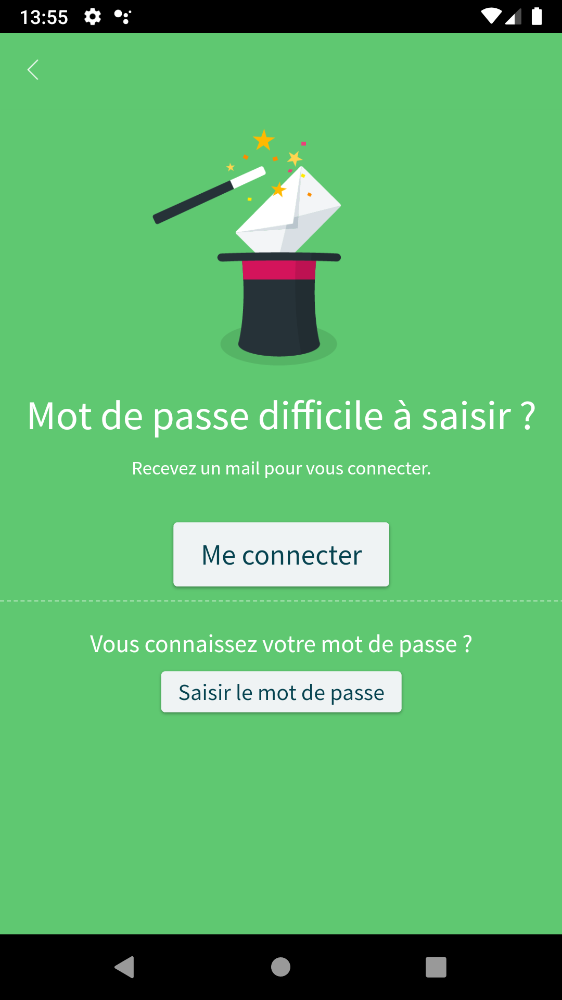 13:55
Mot de passe difficile à saisir ?
Recevez un mail pour vous connecter.
Me connecter
Vous connaissez votre mot de passe ?
Saisir le mot de passe